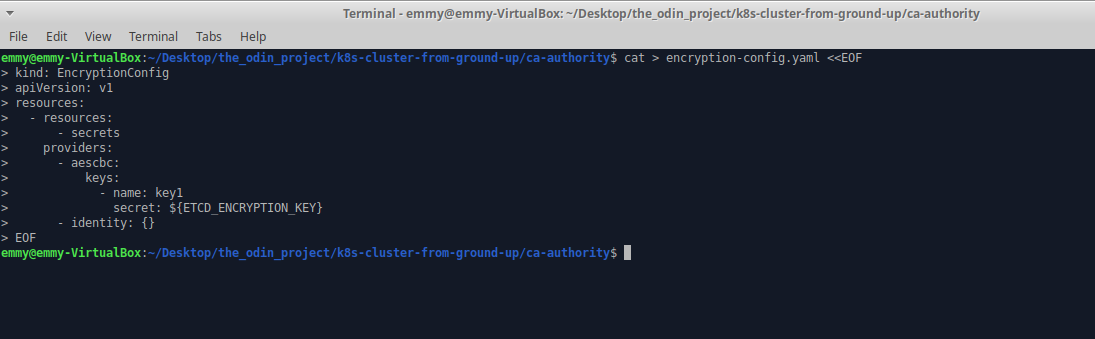 Terminal - emmy@emmy-VirtualBox: ~/Desktop/the_odin_project/k8s-cluster-from-ground-up/ca-authority
File Edit View Terminal Tabs Help
emmy@emmy-VirtualBox:~/Desktop/the_odin_project/k8s-cluster-from-ground-up/ca-authority$ cat > encryption-config.yaml <<EOF
> kind: EncryptionConfig
> apiVersion: v1
> resources:
>   - resources:
>       - secrets
>     providers:
>       - aescbc:
>           keys:
>             - name: key1
>               secret: ${ETCD_ENCRYPTION_KEY}
>       - identity: {}
> EOF
emmy@emmy-VirtualBox:~/Desktop/the_odin_project/k8s-cluster-from-ground-up/ca-authority$